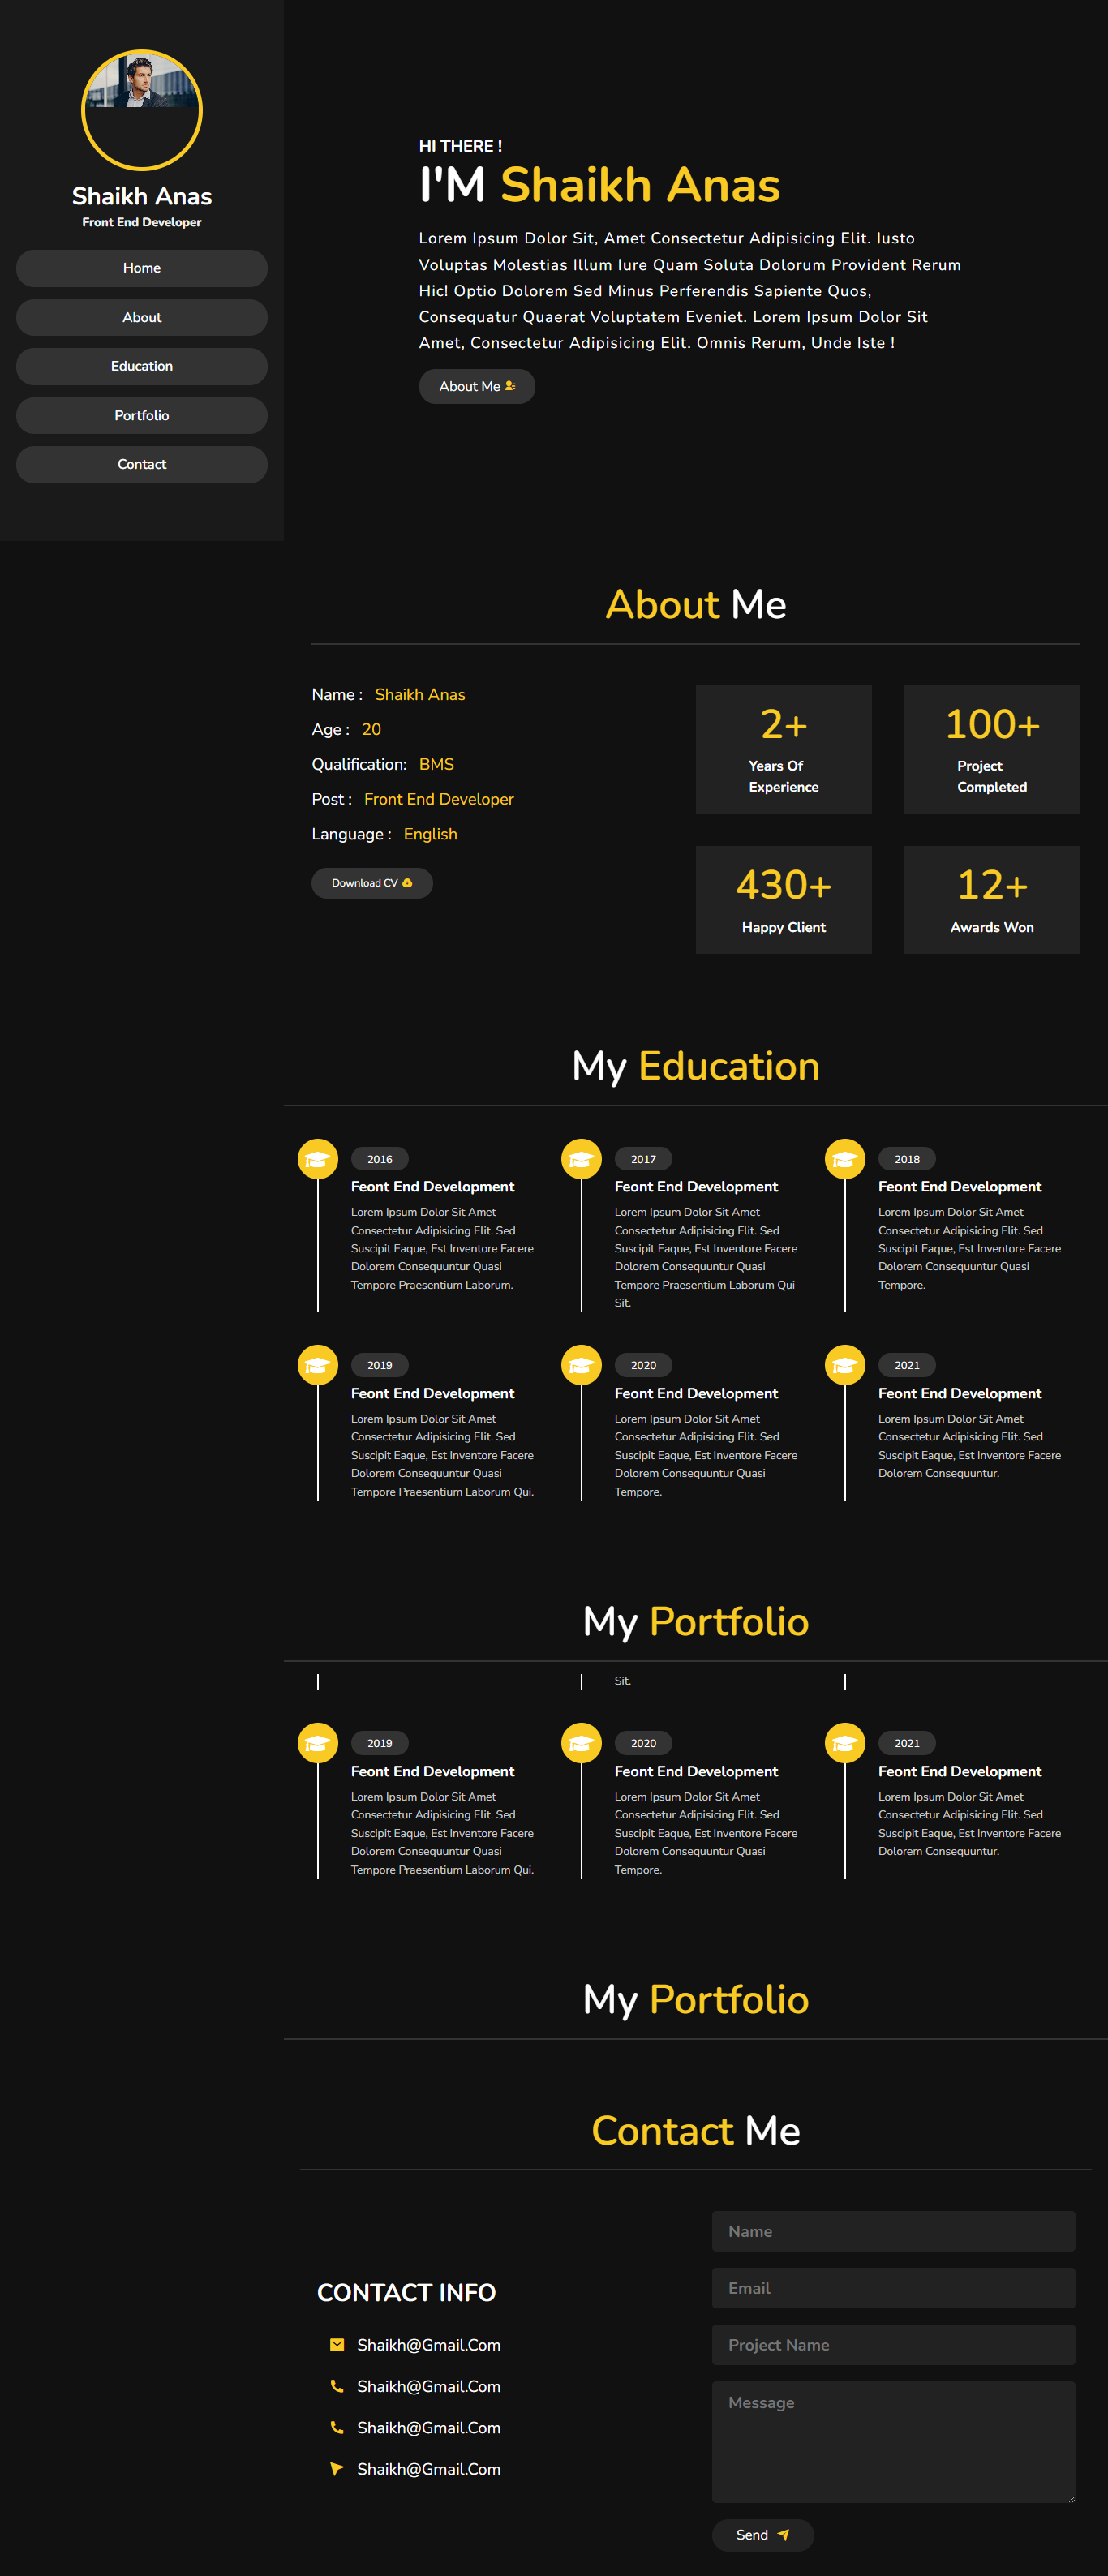 Shaikh Anas
Front End Developer
Home
About
Education
Portfolio
Contact
HI THERE !
I'M Shaikh Anas
Lorem Ipsum Dolor Sit, Amet Consectetur Adipisicing Elit. Iusto
Voluptas Molestias Illum Iure Quam Soluta Dolorum Provident Rerum
Hic! Optio Dolorem Sed Minus Perferendis Sapiente Quos,
Consequatur Quaerat Voluptatem Eveniet. Lorem Ipsum Dolor Sit
Amet, Consectetur Adipisicing Elit. Omnis Rerum, Unde Iste !
About Me
About Me
Name : Shaikh Anas
Age : 20
Qualification: BMS
Post : Front End Developer
Language : English
Download CV
2+
Years Of
Experience
100+
Project
Completed
430+
Happy Client
12+
Awards Won
My Education
2016
Feont End Development
Lorem Ipsum Dolor Sit Amet
Consectetur Adipisicing Elit. Sed
Suscipit Eaque, Est Inventore Facere
Dolorem Consequuntur Quasi
Tempore Praesentium Laborum.
2017
Feont End Development
Lorem Ipsum Dolor Sit Amet
Consectetur Adipisicing Elit. Sed
Suscipit Eaque, Est Inventore Facere
Dolorem Consequuntur Quasi
Tempore Praesentium Laborum Qui
Sit.
2018
Feont End Development
Lorem Ipsum Dolor Sit Amet
Consectetur Adipisicing Elit. Sed
Suscipit Eaque, Est Inventore Facere
Dolorem Consequuntur Quasi
Tempore.
2019
Feont End Development
Lorem Ipsum Dolor Sit Amet
Consectetur Adipisicing Elit. Sed
Suscipit Eaque, Est Inventore Facere
Dolorem Consequuntur Quasi
Tempore Praesentium Laborum Qui.
2020
Feont End Development
Lorem Ipsum Dolor Sit Amet
Consectetur Adipisicing Elit. Sed
Suscipit Eaque, Est Inventore Facere
Dolorem Consequuntur Quasi
Tempore.
2021
Feont End Development
Lorem Ipsum Dolor Sit Amet
Consectetur Adipisicing Elit. Sed
Suscipit Eaque, Est Inventore Facere
Dolorem Consequuntur.
My Portfolio
Sit.
2019
Feont End Development
Lorem Ipsum Dolor Sit Amet
Consectetur Adipisicing Elit. Sed
Suscipit Eaque, Est Inventore Facere
Dolorem Consequuntur Quasi
Tempore Praesentium Laborum Qui.
2020
Feont End Development
Lorem Ipsum Dolor Sit Amet
Consectetur Adipisicing Elit. Sed
Suscipit Eaque, Est Inventore Facere
Dolorem Consequuntur Quasi
Tempore.
2021
Feont End Development
Lorem Ipsum Dolor Sit Amet
Consectetur Adipisicing Elit. Sed
Suscipit Eaque, Est Inventore Facere
Dolorem Consequuntur.
My Portfolio
Contact Me
CONTACT INFO
Shaikh@Gmail.Com
Shaikh@Gmail.Com
Shaikh@Gmail.Com
Shaikh@Gmail.Com
Name
Email
Project Name
Message
Send